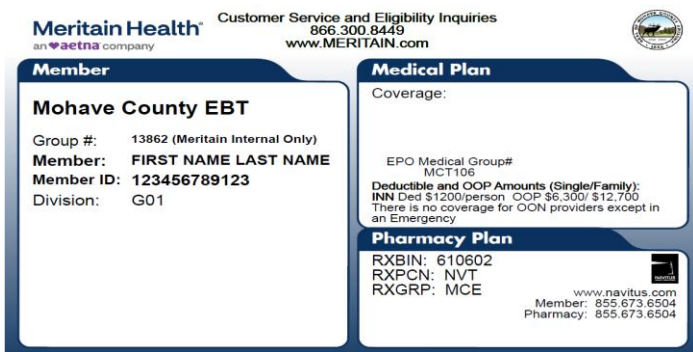 Meritain Health®
an aetna company
Customer Service and Eligibility Inquiries
866.300.8449
www.MERITAIN.com
Member
Mohave County EBT
Group #: 13862 (Meritain Internal Only)
Member: FIRST NAME LAST NAME
Member ID: 123456789123
Division: G01
Medical Plan
Coverage:
EPO Medical Group#
MCT106
Deductible and OOP Amounts (Single/Family):
INN Ded $1200/person OOP $6,300/ $12,700
There is no coverage for OON providers except in
an Emergency
Pharmacy Plan
RXBIN: 610602
RXPCN: NVT
RXGRP: MCE
www.navitus.com
Member: 855.673.6504
Pharmacy: 855.673.6504